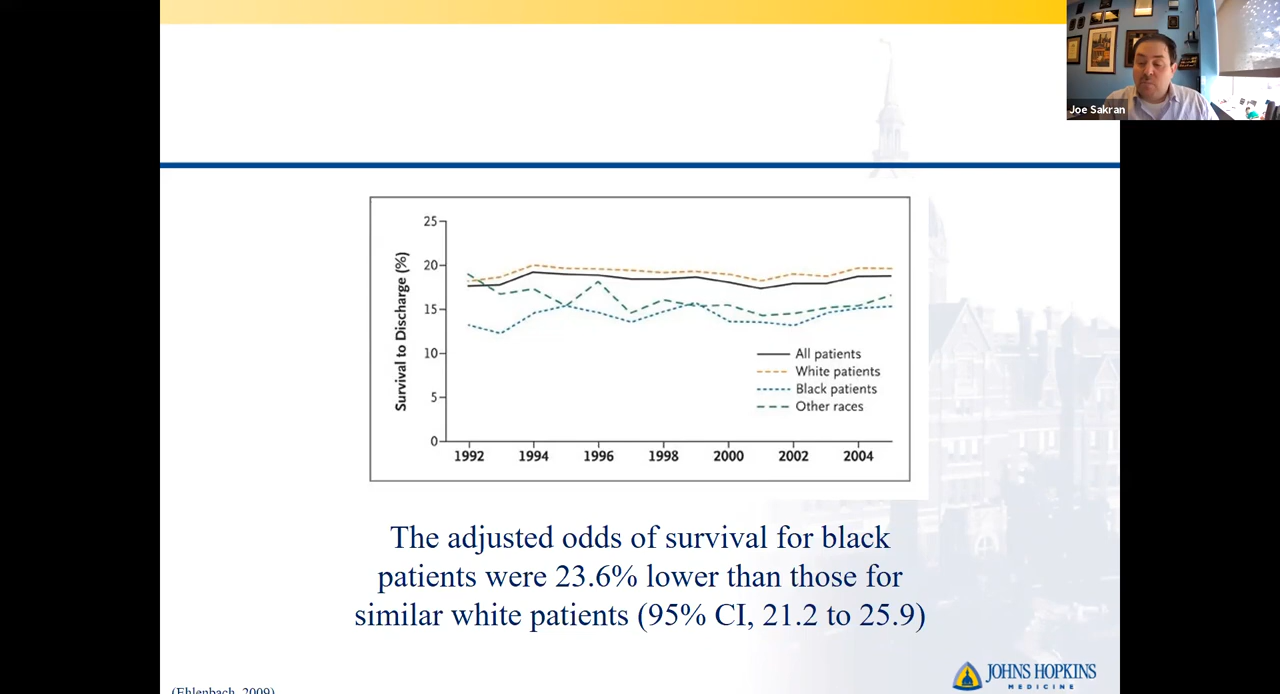 Joe Sakran
Survival to Discharge (%)
25
20
15
10
5
0
All patients
White patients
Black patients
Other races
1992 1994 1996 1998 2000 2002 2004
The adjusted odds of survival for black
patients were 23.6% lower than those for
similar white patients (95% CI, 21.2 to 25.9)
(Ehlenbach, 2009)
JOHNS HOPKINS
MEDICINE